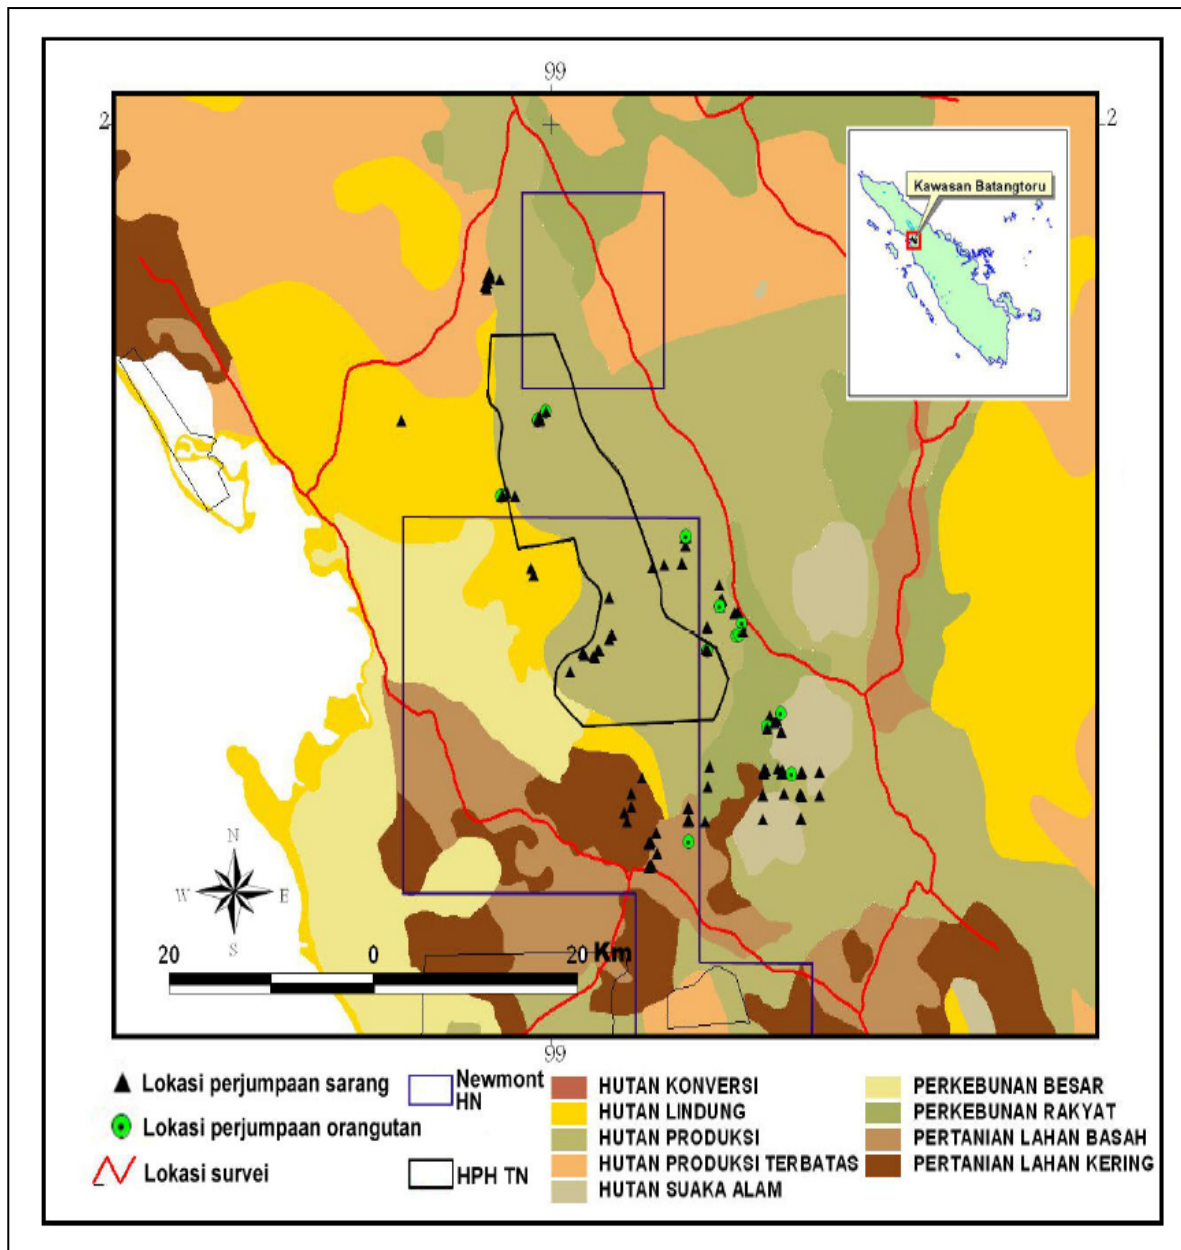 99
2
2
Kawasan Batangtoru
N
W E
S
20 0 20 Km
99
Lokasi perjumpaan sarang
Lokasi perjumpaan orangutan
Lokasi survei
Newmont
HN
HPH TN
HUTAN KONVERSI
HUTAN LINDUNG
HUTAN PRODUKSI
HUTAN PRODUKSI TERBATAS
HUTAN SUAKA ALAM
PERKEBUNAN BESAR
PERKEBUNAN RAKYAT
PERTANIAN LAHAN BASAH
PERTANIAN LAHAN KERING